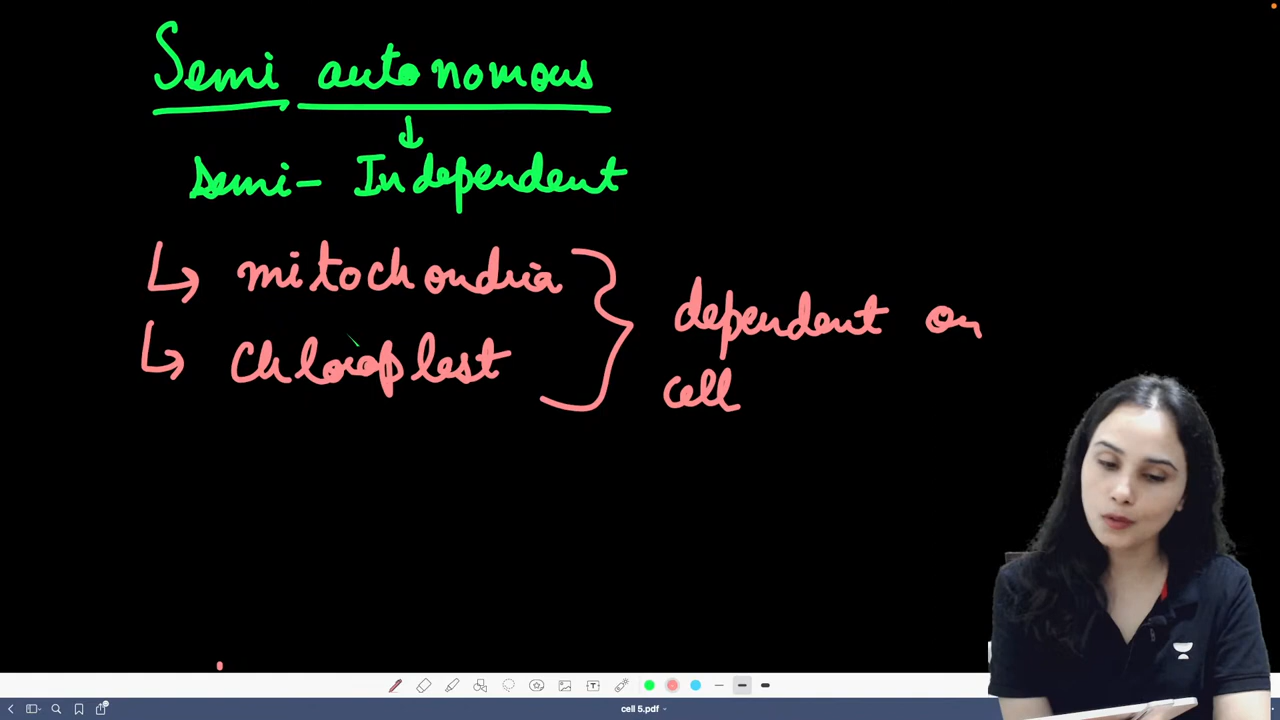 Semi autonomous
↓
Semi- Independent
↳ mitochondria
↳ Chloroplast
dependent on
cell
cell 5.pdf